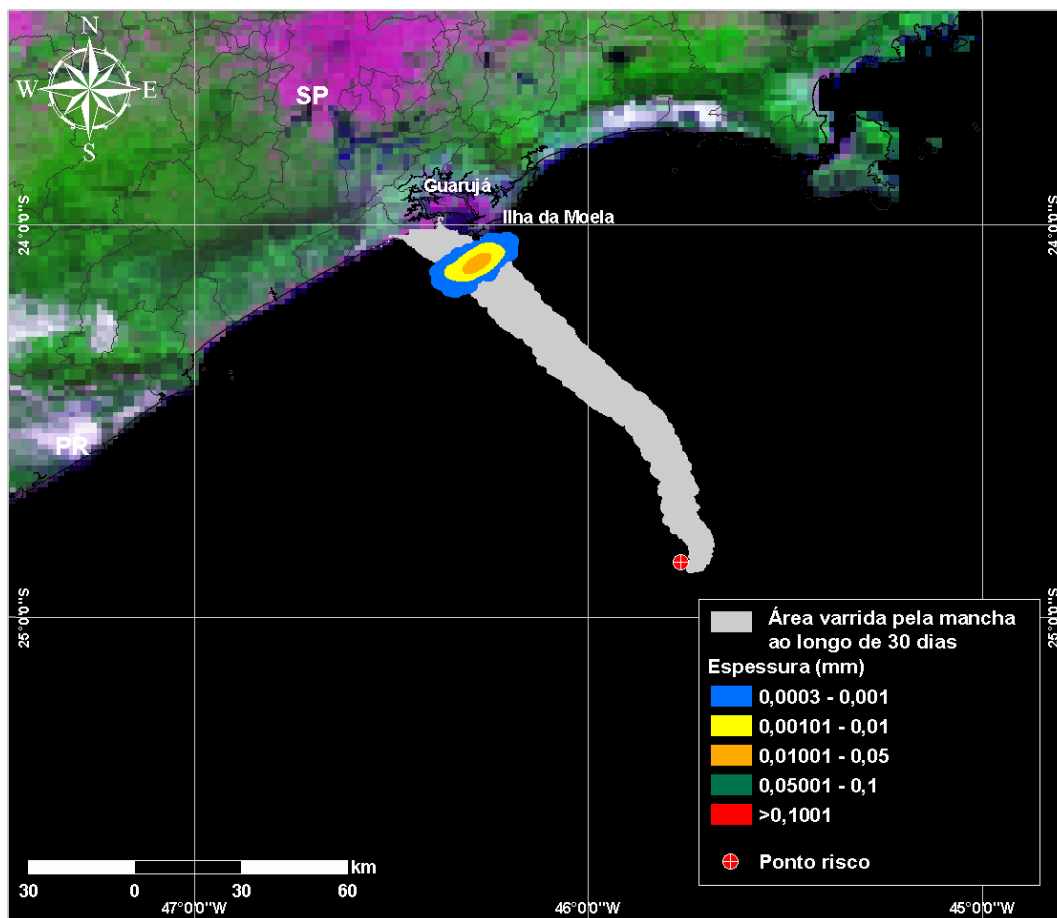 N
W
E
S
SP
Guarujá
Ilha da Moela
24°0'0"S
24°0'0"S
PR
25°0'0"S
25°0'0"S
Área varrida pela mancha
ao longo de 30 dias
Espessura (mm)
0,0003 - 0,001
0,00101 - 0,01
0,01001 - 0,05
0,05001 - 0,1
>0,1001
Ponto risco
km
30 0 30 60
47°0'0"W
46°0'0"W
45°0'0"W